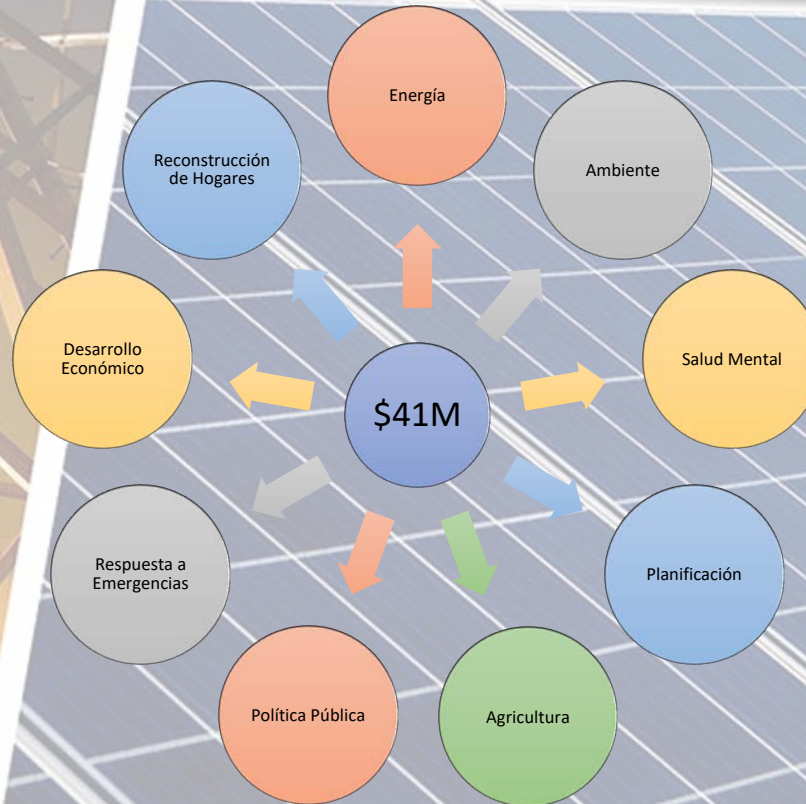 Energía
Ambiente
Salud Mental
Planificación
Agricultura
Política Pública
Respuesta a
Emergencias
Desarrollo
Económico
Reconstrucción
de Hogares
$41M